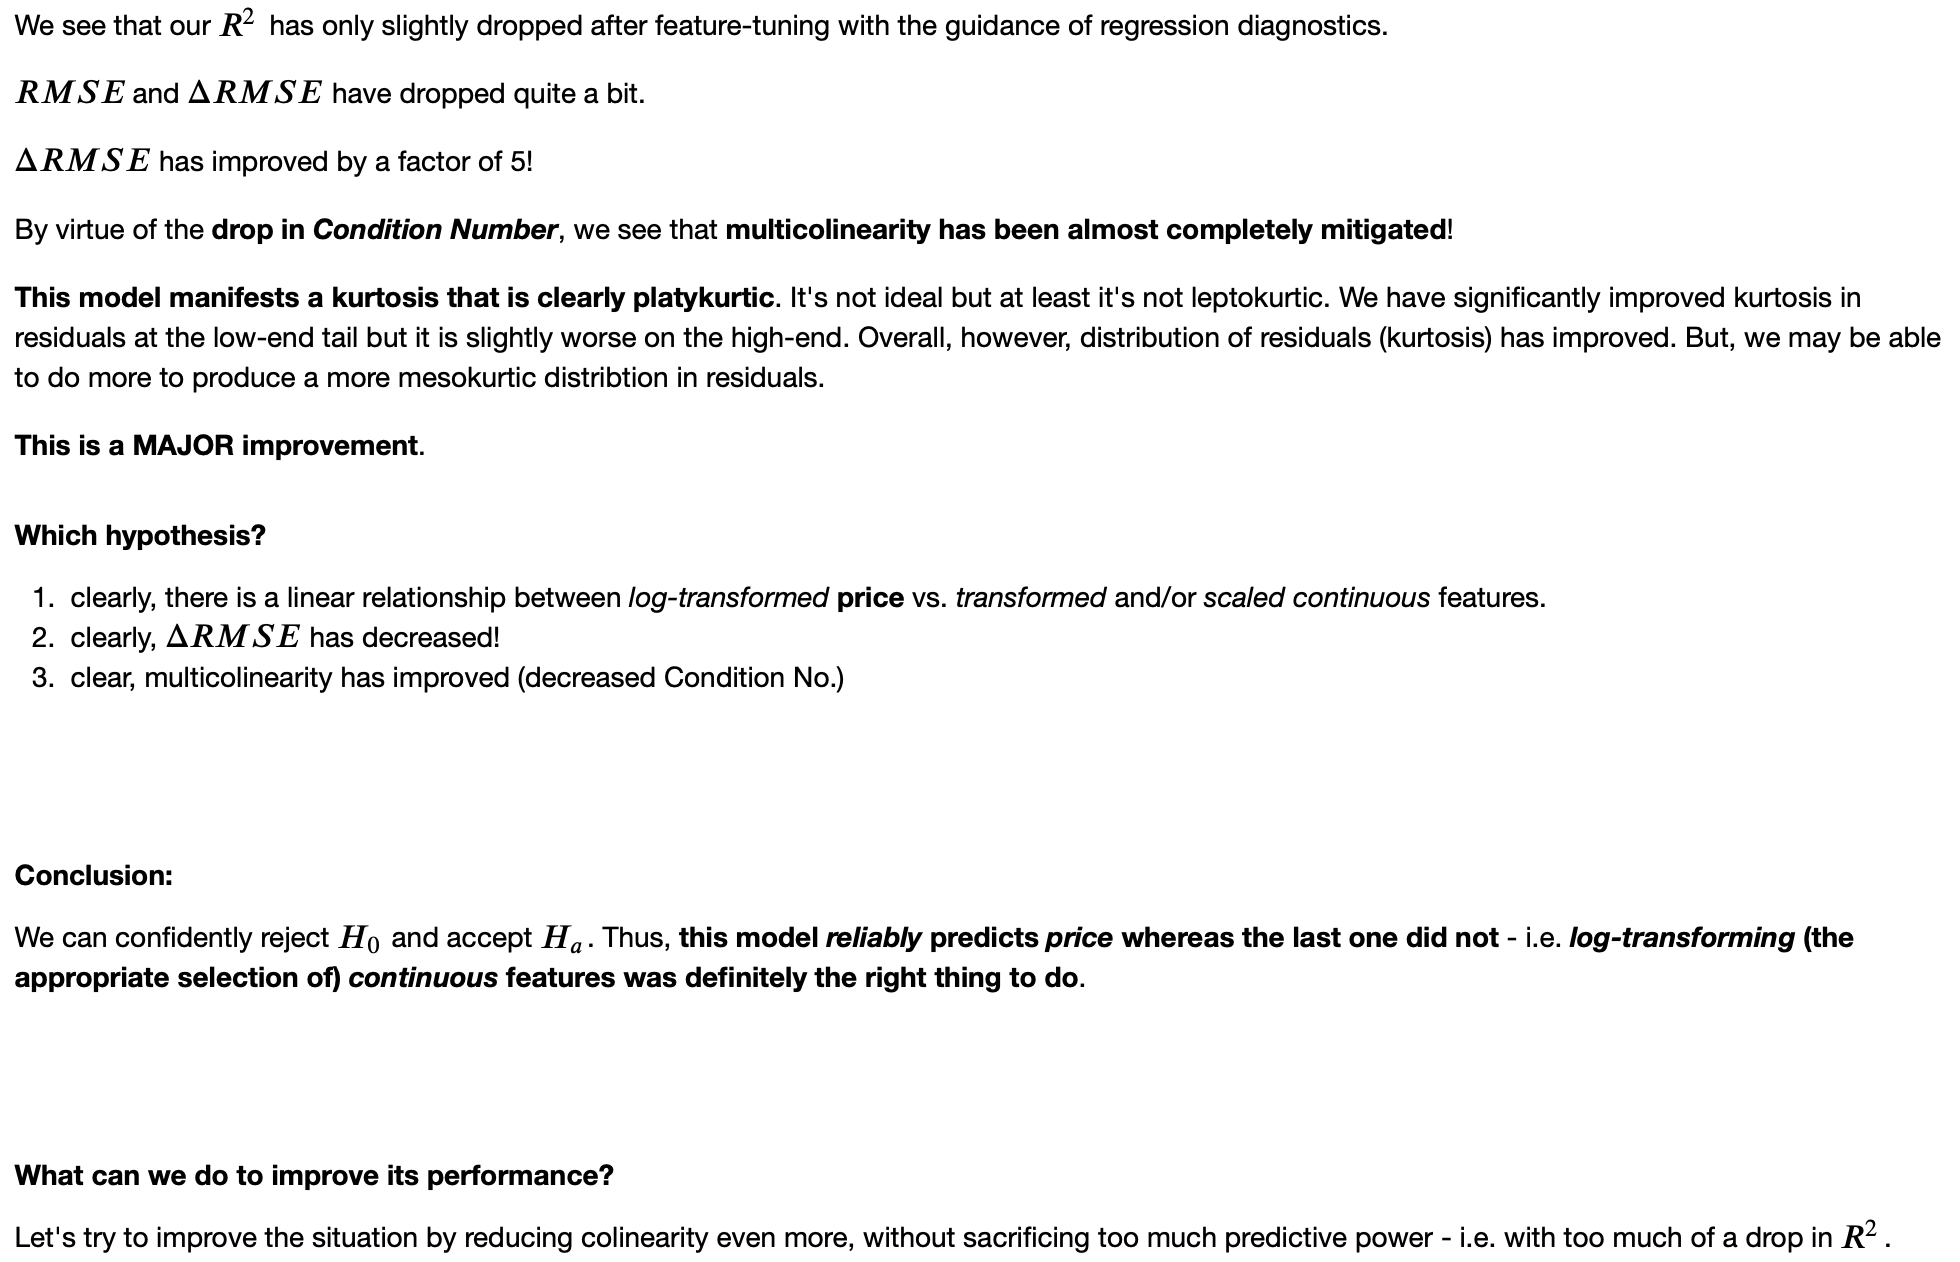 We see that our R² has only slightly dropped after feature-tuning with the guidance of regression diagnostics.
RMSE and ΔRMSE have dropped quite a bit.
ΔRMSE has improved by a factor of 5!
By virtue of the drop in Condition Number, we see that multicolinearity has been almost completely mitigated!
This model manifests a kurtosis that is clearly platykurtic. It's not ideal but at least it's not leptokurtic. We have significantly improved kurtosis in
residuals at the low-end tail but it is slightly worse on the high-end. Overall, however, distribution of residuals (kurtosis) has improved. But, we may be able
to do more to produce a more mesokurtic distribtion in residuals.
This is a MAJOR improvement.
Which hypothesis?
1. clearly, there is a linear relationship between log-transformed price vs. transformed and/or scaled continuous features.
2. clearly, ΔRMSE has decreased!
3. clear, multicolinearity has improved (decreased Condition No.)
Conclusion:
We can confidently reject H₀ and accept Hₐ. Thus, this model reliably predicts price whereas the last one did not - i.e. log-transforming (the
appropriate selection of) continuous features was definitely the right thing to do.
What can we do to improve its performance?
Let's try to improve the situation by reducing colinearity even more, without sacrificing too much predictive power - i.e. with too much of a drop in R² .